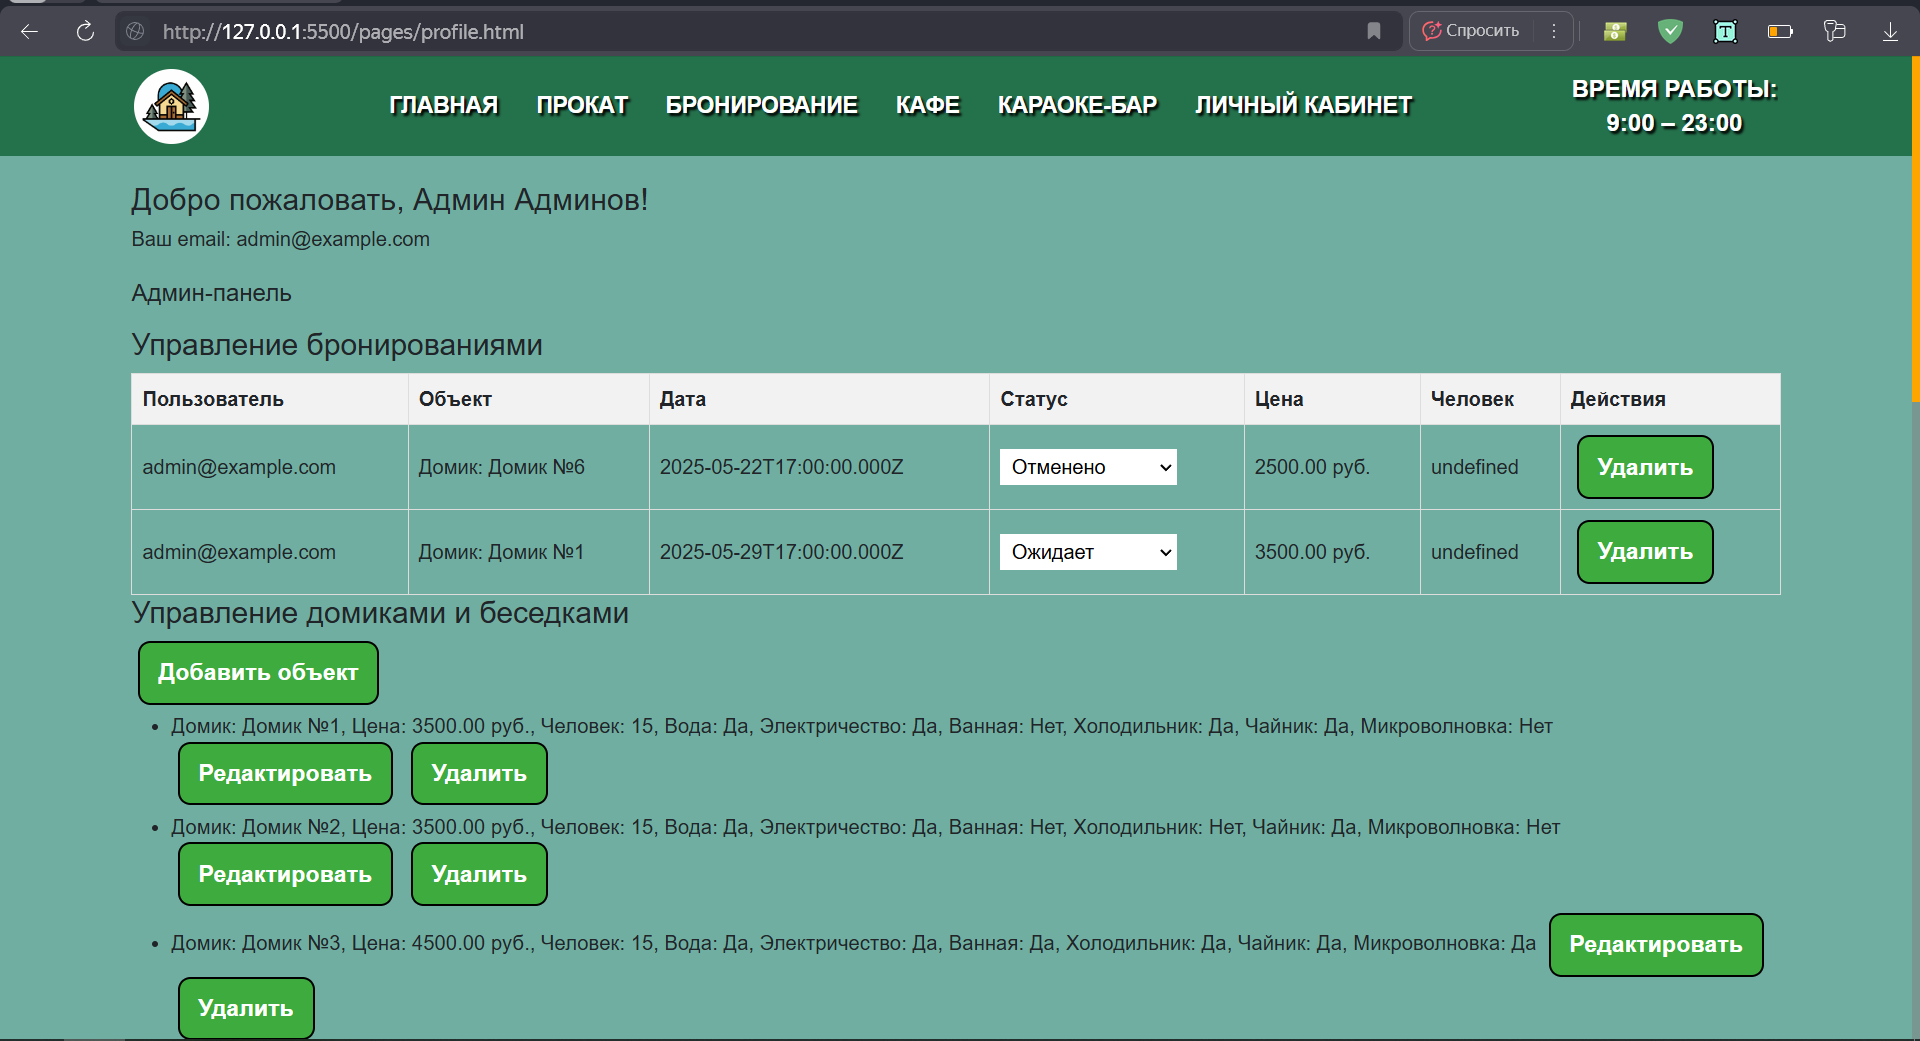 http://127.0.0.1:5500/pages/profile.html
Спросить
ГЛАВНАЯ ПРОКАТ БРОНИРОВАНИЕ КАФЕ КАРАОКЕ-БАР ЛИЧНЫЙ КАБИНЕТ
ВРЕМЯ РАБОТЫ:
9:00 – 23:00
Добро пожаловать, Админ Админов!
Ваш email: admin@example.com
Админ-панель
Управление бронированиями
Пользователь Объект Дата Статус Цена Человек Действия
admin@example.com Домик: Домик №6 2025-05-22T17:00:00.000Z Отменено 2500.00 руб. undefined Удалить
admin@example.com Домик: Домик №1 2025-05-29T17:00:00.000Z Ожидает 3500.00 руб. undefined Удалить
Управление домиками и беседками
Добавить объект
Домик: Домик №1, Цена: 3500.00 руб., Человек: 15, Вода: Да, Электричество: Да, Ванная: Нет, Холодильник: Да, Чайник: Да, Микроволновка: Нет
Редактировать Удалить
Домик: Домик №2, Цена: 3500.00 руб., Человек: 15, Вода: Да, Электричество: Да, Ванная: Нет, Холодильник: Нет, Чайник: Да, Микроволновка: Нет
Редактировать Удалить
Домик: Домик №3, Цена: 4500.00 руб., Человек: 15, Вода: Да, Электричество: Да, Ванная: Да, Холодильник: Да, Чайник: Да, Микроволновка: Да Редактировать
Удалить